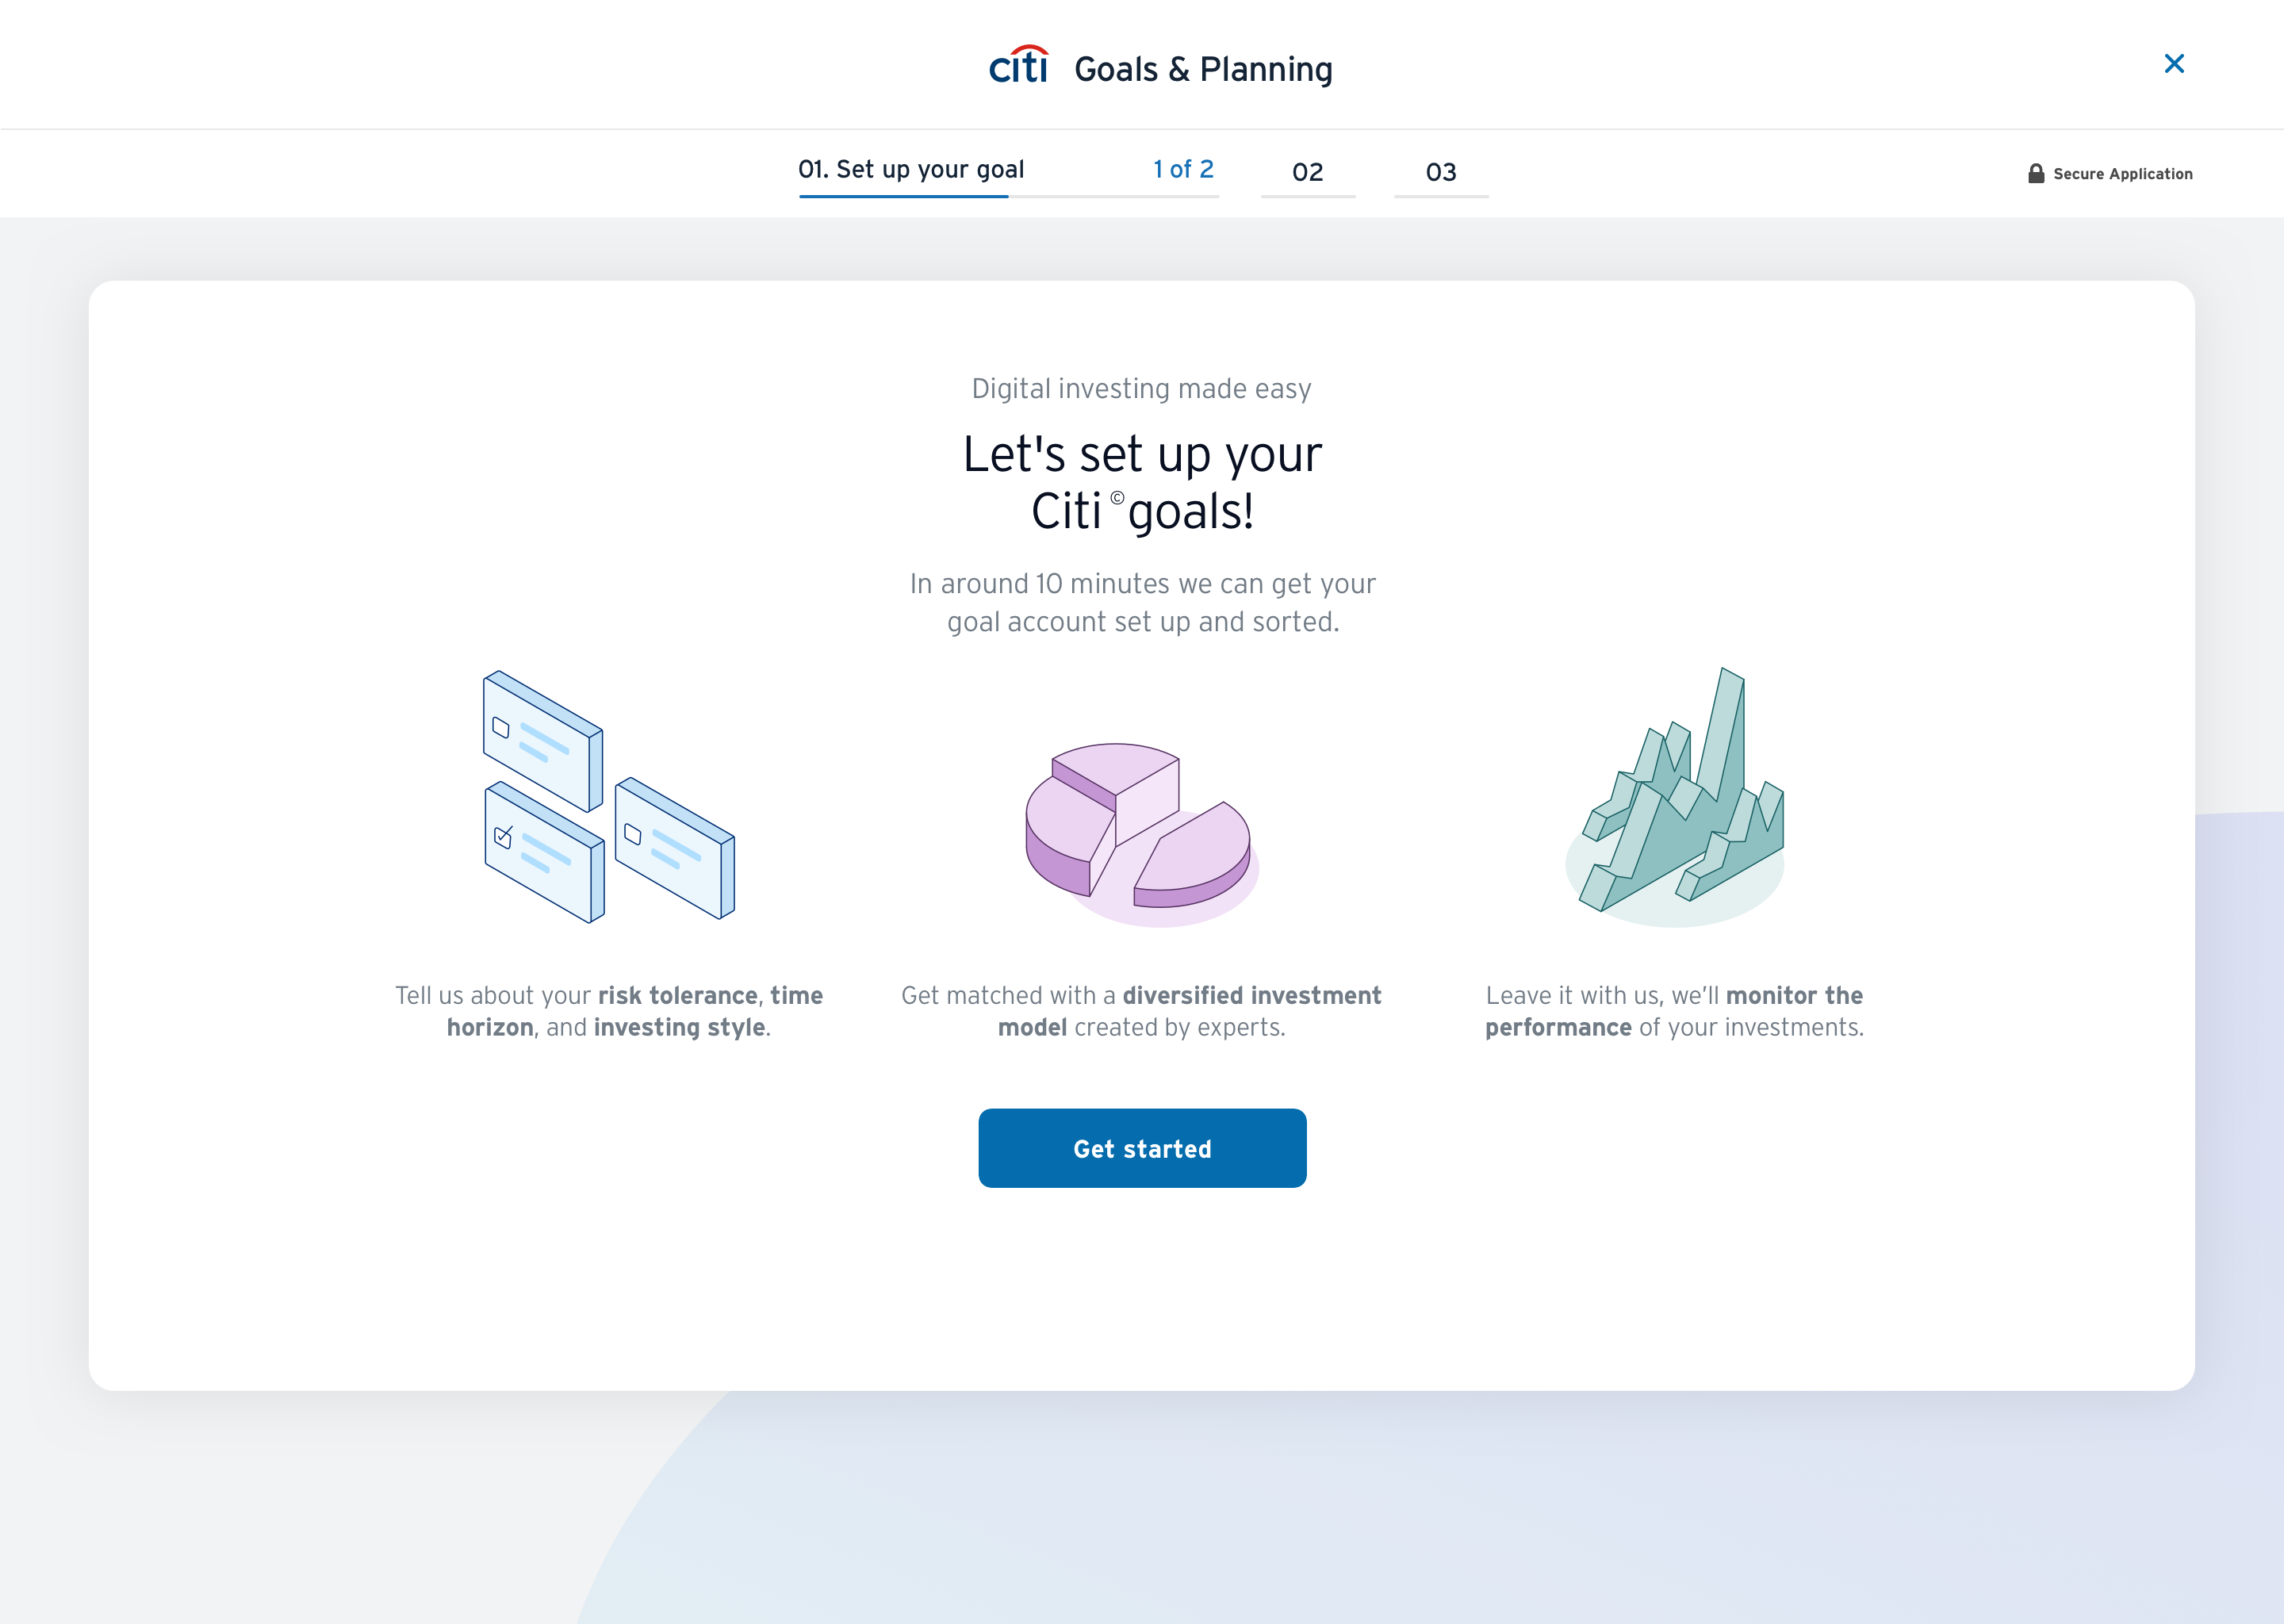 citi Goals & Planning
01. Set up your goal 1 of 2 02 03
Secure Application
Digital investing made easy
Let's set up your
Citi © goals!
In around 10 minutes we can get your
goal account set up and sorted.
Tell us about your risk tolerance, time
horizon, and investing style.
Get matched with a diversified investment
model created by experts.
Leave it with us, we’ll monitor the
performance of your investments.
Get started